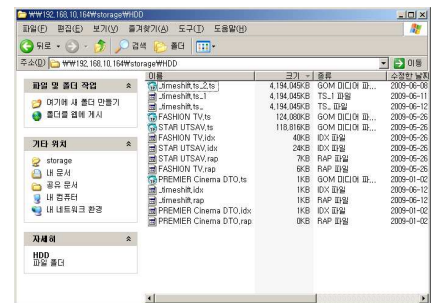 ₩₩192,168,10,164₩storage₩HDD
파일(F) 편집(E) 보기(V) 즐겨찾기(A) 도구(T) 도움말(H)
뒤로 검색 폴더
주소(D) ₩₩192,168,10,164₩storage₩HDD 이동
파일 및 폴더 작업
여기에 새 폴더 만들기
폴더를 웹에 게시
기타 위치
storage
내 문서
공유 문서
내 컴퓨터
내 네트워크 환경
자세히
HDD
파일 폴더
이름 크기 종류 수정한 날짜
_timeshift,ts_2,ts 4,194,045KB GOM 미디어 파... 2009-06-08
_timeshift,ts_1 4,194,045KB TS_1 파일 2009-06-11
_timeshift,ts_ 4,194,045KB TS_ 파일 2009-06-12
FASHION TV,ts 124,080KB GOM 미디어 파... 2009-05-26
STAR UTSAV,ts 118,816KB GOM 미디어 파... 2009-05-26
FASHION TV,idx 40KB IDX 파일 2009-05-26
STAR UTSAV,idx 24KB IDX 파일 2009-05-26
STAR UTSAV,rap 7KB RAP 파일 2009-05-26
FASHION TV,rap 6KB RAP 파일 2009-05-26
PREMIER Cinema DTO,ts 1KB GOM 미디어 파... 2009-01-02
_timeshift,idx 1KB IDX 파일 2009-06-12
_timeshift,rap 1KB RAP 파일 2009-06-12
PREMIER Cinema DTO,idx 1KB IDX 파일 2009-01-02
PREMIER Cinema DTO,rap 0KB RAP 파일 2009-01-02